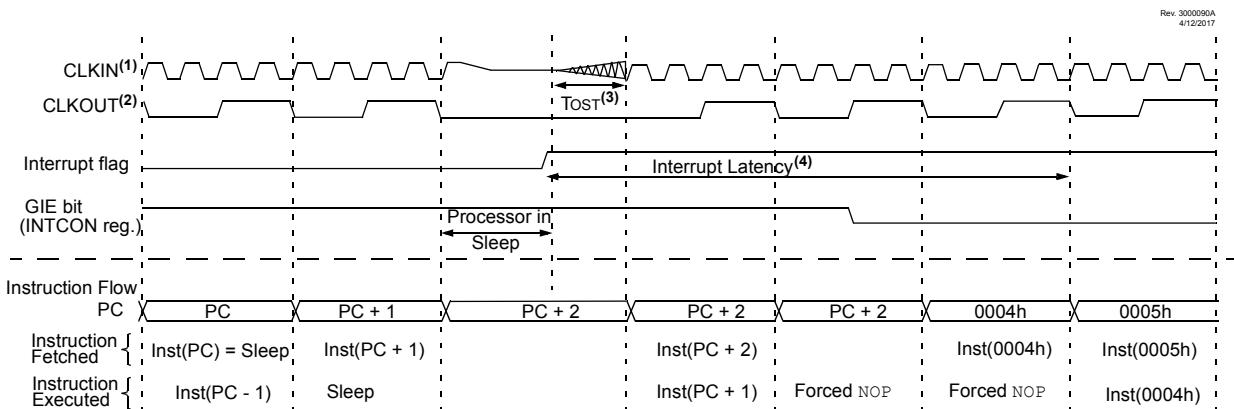 Rev. 3000090A
4/12/2017
CLKIN(1)
CLKOUT(2)
TOST(3)
Interrupt flag
Interrupt Latency(4)
GIE bit
(INTCON reg.)
Processor in
Sleep
Instruction Flow
PC PC PC + 1 PC + 2 PC + 2 PC + 2 0004h 0005h
Instruction
Fetched { Inst(PC) = Sleep Inst(PC + 1) Inst(PC + 2) Inst(0004h) Inst(0005h)
Instruction
Executed { Inst(PC - 1) Sleep Inst(PC + 1) Forced NOP Forced NOP Inst(0004h)